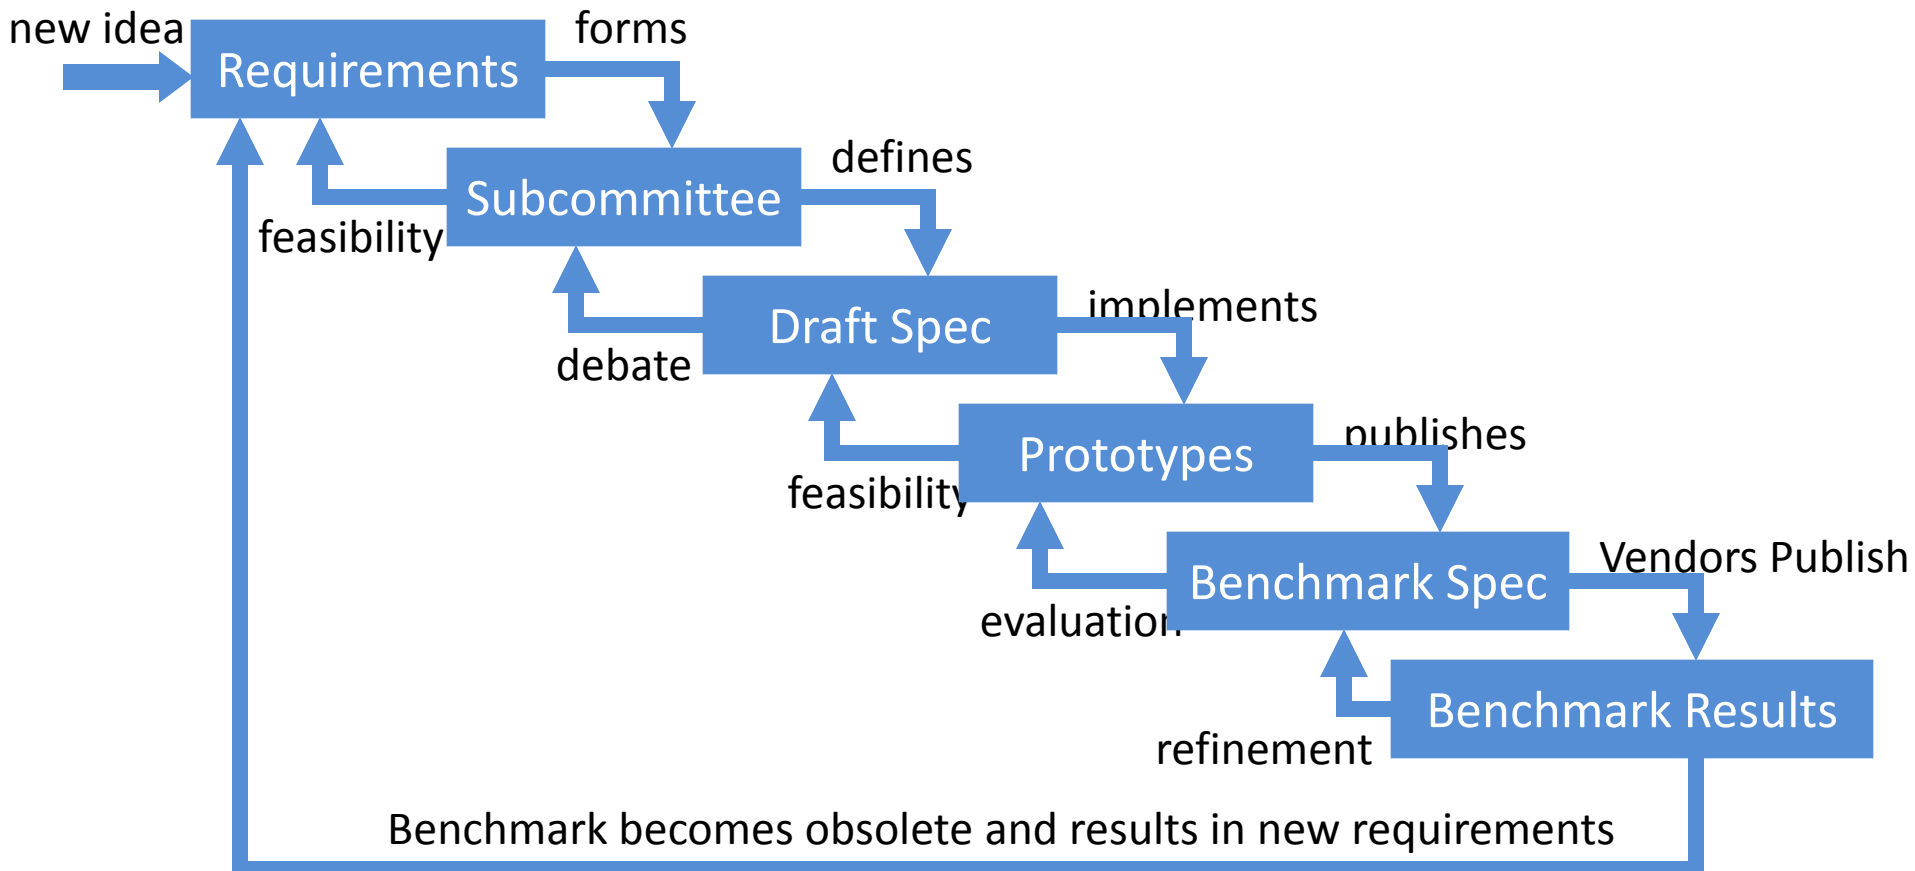 new idea
Requirements
forms
Subcommittee
defines
feasibility
Draft Spec
implements
debate
Prototypes
publishes
feasibility
Benchmark Spec
Vendors Publish
evaluation
Benchmark Results
refinement
Benchmark becomes obsolete and results in new requirements